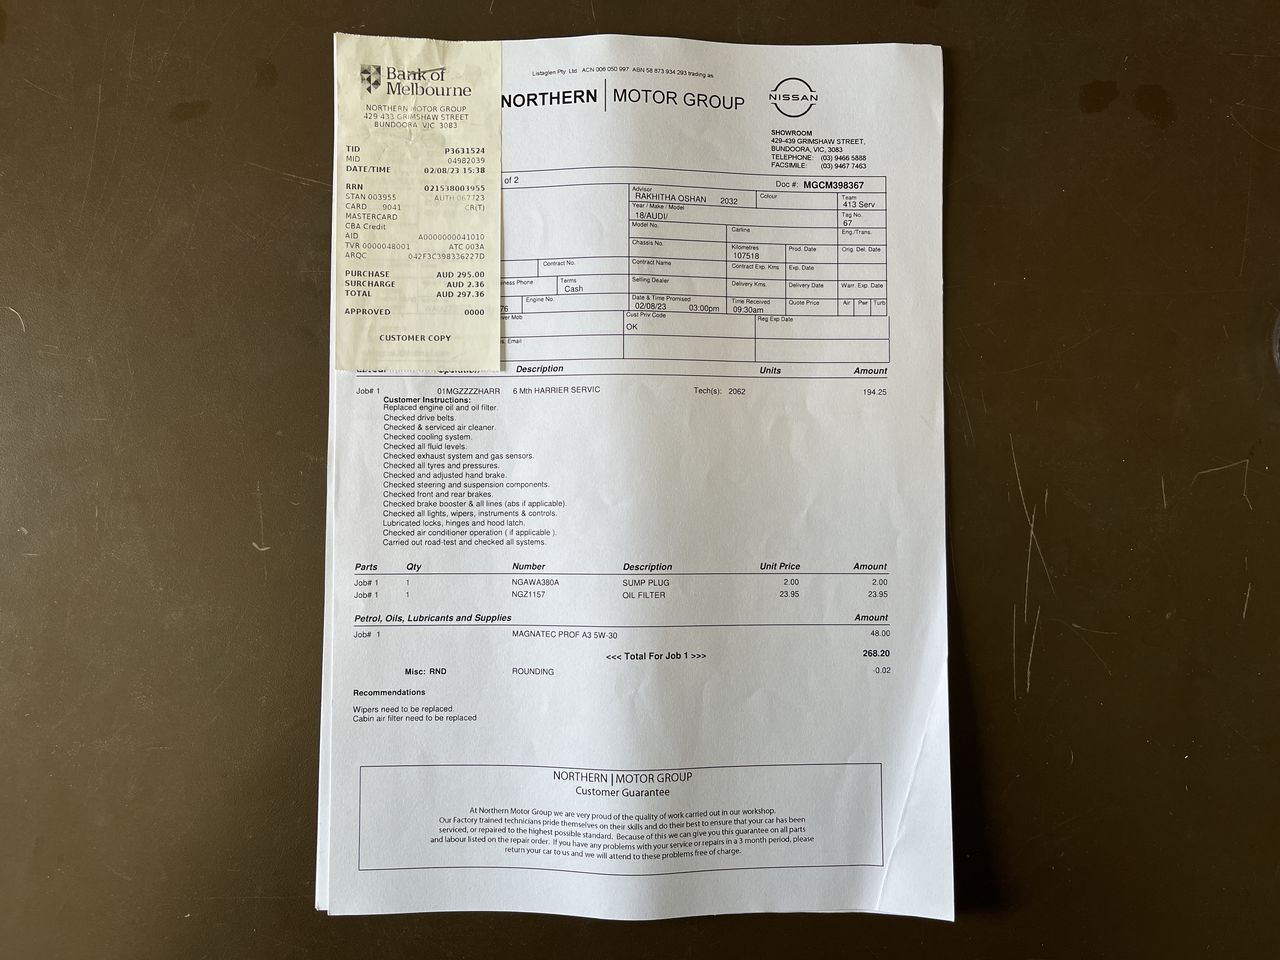 Bank of
Melbourne
NORTHERN MOTOR GROUP
429 433 GRIMSHAW STREET
BUNDOORA VIC 3083
TID P3631524
MID 04982039
DATE/TIME 02/08/23 15:38
RRN 021538003955
STAN 003955 AUTH 067723
CARD ...9041 CR(T)
MASTERCARD
CBA Credit
AID A0000000041010
TVR 0000048001 ATC 003A
ARQC 042F3C398336227D
PURCHASE AUD 295.00
SURCHARGE AUD 2.36
TOTAL AUD 297.36
APPROVED 0000
CUSTOMER COPY
Listaglen Pty Ltd. ACN 006 050 997 ABN 58 873 934 293 trading as
NORTHERN | MOTOR GROUP
NISSAN
SHOWROOM
429-439 GRIMSHAW STREET,
BUNDOORA, VIC, 3083
TELEPHONE: (03) 9466 5888
FACSIMILE: (03) 9467 7463
of 2
Doc #: MGCM398367
Advisor Colour Team
RAKHITHA OSHAN 2032 413 Serv
Year / Make / Model Tag No.
18/AUDI/ 67
Model No. Carline Eng./Trans.
Chassis No. Kilometres Prod. Date Orig. Del. Date
107518
Contract No. Contract Name Contract Exp. Kms Exp. Date
Phone Terms Selling Dealer Delivery Kms. Delivery Date Warr. Exp. Date
Cash
Engine No. Date & Time Promised Time Received Quote Price Air Pwr Turb
76 02/08/23 03:00pm 09:30am
Mob Cust Priv Code Reg Exp Date
OK
Email
Description Units Amount
Job# 1 01MGZZZZHARR 6 Mth HARRIER SERVIC Tech(s): 2062 194.25
Customer Instructions:
Replaced engine oil and oil filter.
Checked drive belts.
Checked & serviced air cleaner.
Checked cooling system.
Checked all fluid levels.
Checked exhaust system and gas sensors.
Checked all tyres and pressures.
Checked and adjusted hand brake.
Checked steering and suspension components.
Checked front and rear brakes.
Checked brake booster & all lines (abs if applicable).
Checked all lights, wipers, instruments & controls.
Lubricated locks, hinges and hood latch.
Checked air conditioner operation ( if applicable ).
Carried out road-test and checked all systems.
Parts Qty Number Description Unit Price Amount
Job# 1 1 NGAWA380A SUMP PLUG 2.00 2.00
Job# 1 1 NGZ1157 OIL FILTER 23.95 23.95
Petrol, Oils, Lubricants and Supplies Amount
Job# 1 MAGNATEC PROF A3 5W-30 48.00
<<< Total For Job 1 >>> 268.20
Misc: RND ROUNDING -0.02
Recommendations
Wipers need to be replaced.
Cabin air filter need to be replaced
NORTHERN | MOTOR GROUP
Customer Guarantee
At Northern Motor Group we are very proud of the quality of work carried out in our workshop.
Our Factory trained technicians pride themselves on their skills and do their best to ensure that your car has been
serviced, or repaired to the highest possible standard. Because of this we can give you this guarantee on all parts
and labour listed on the repair order. If you have any problems with your service or repairs in a 3 month period, please
return your car to us and we will attend to these problems free of charge.